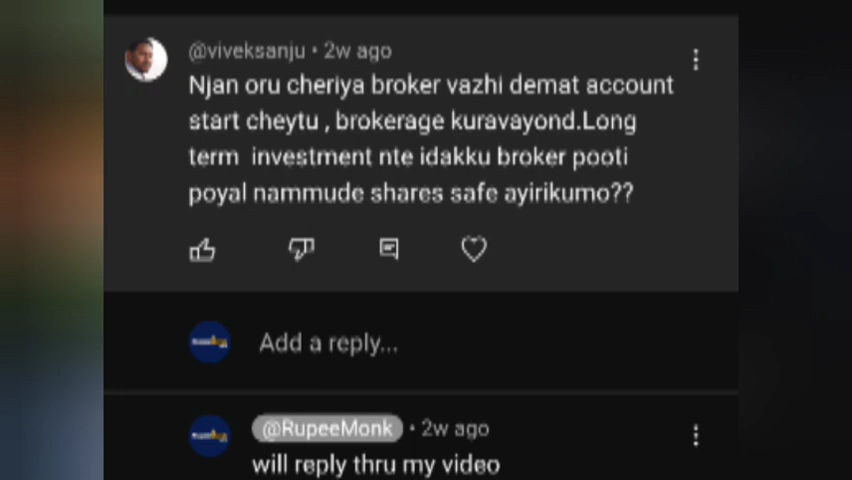 @viveksanju • 2w ago
Njan oru cheriya broker vazhi demat account
start cheytu , brokerage kuravayond.Long
term investment nte idakku broker pooti
poyal nammude shares safe ayirikumo??
Add a reply...
@RupeeMonk • 2w ago
will reply thru my video